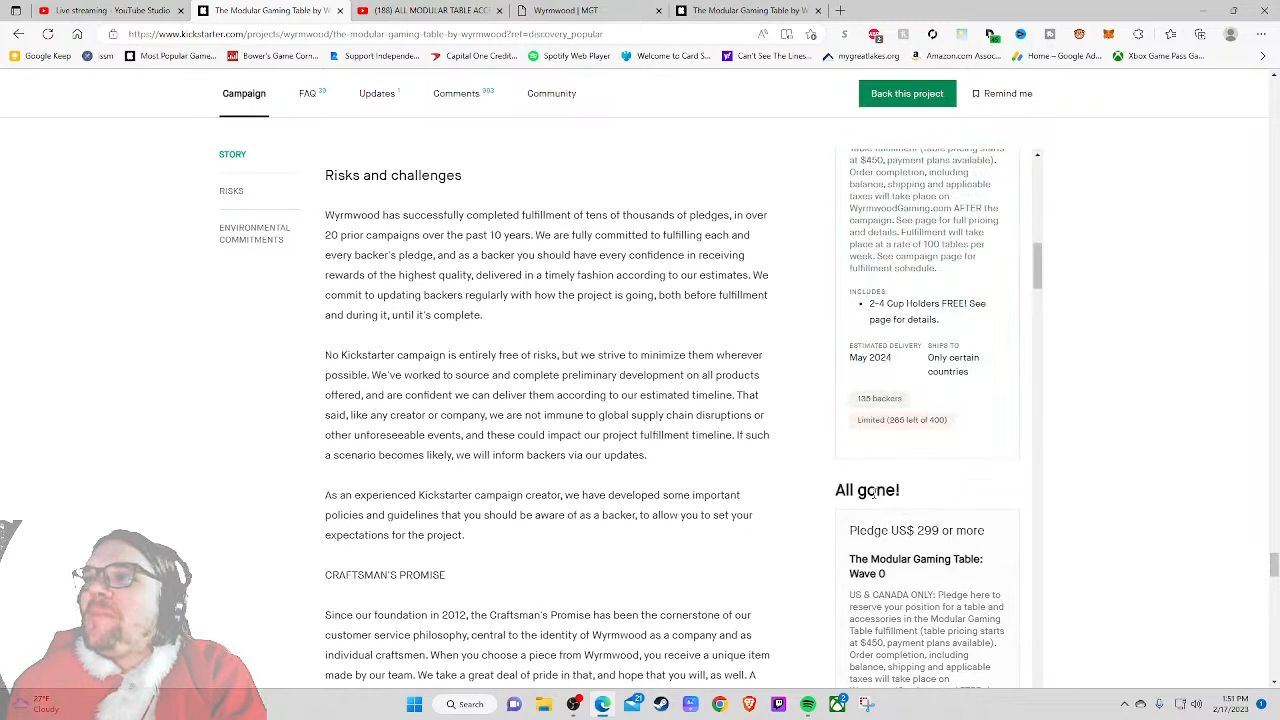 Live streaming - YouTube Studio
The Modular Gaming Table by W
(188) ALL MODULAR TABLE ACC
Wyrmwood | MGT
The Modular Gaming Table by W
https://www.kickstarter.com/projects/wyrmwood/the-modular-gaming-table-by-wyrmwood?ref=discovery_popular
Google Keep
jssm
Most Popular Game...
Bower's Game Corn...
Support Independen...
Capital One Credit...
Spotify Web Player
Welcome to Card S...
Can't See The Lines...
mygreatlakes.org
Amazon.com Associ...
Home – Google Ad...
Xbox Game Pass Ga...
Campaign
FAQ 39
Updates 1
Comments 993
Community
Back this project
Remind me
STORY
RISKS
ENVIRONMENTAL
COMMITMENTS
Risks and challenges
Wyrmwood has successfully completed fulfillment of tens of thousands of pledges, in over
20 prior campaigns over the past 10 years. We are fully committed to fulfilling each and
every backer's pledge, and as a backer you should have every confidence in receiving
rewards of the highest quality, delivered in a timely fashion according to our estimates. We
commit to updating backers regularly with how the project is going, both before fulfillment
and during it, until it's complete.
No Kickstarter campaign is entirely free of risks, but we strive to minimize them wherever
possible. We've worked to source and complete preliminary development on all products
offered, and are confident we can deliver them according to our estimated timeline. That
said, like any creator or company, we are not immune to global supply chain disruptions or
other unforeseeable events, and these could impact our project fulfillment timeline. If such
a scenario becomes likely, we will inform backers via our updates.
As an experienced Kickstarter campaign creator, we have developed some important
policies and guidelines that you should be aware of as a backer, to allow you to set your
expectations for the project.
CRAFTSMAN'S PROMISE
Since our foundation in 2012, the Craftsman's Promise has been the cornerstone of our
customer service philosophy, central to the identity of Wyrmwood as a company and as
individual craftsmen. When you choose a piece from Wyrmwood, you receive a unique item
made by our team. We take a great deal of pride in that, and hope that you will, as well. A
Table fulfillment (table pricing starts
at $450, payment plans available).
Order completion, including
balance, shipping and applicable
taxes will take place on
WyrmwoodGaming.com AFTER the
campaign. See page for full pricing
and details. Fulfillment will take
place at a rate of 100 tables per
week. See campaign page for
fulfillment schedule.
INCLUDES:
• 2-4 Cup Holders FREE! See
page for details.
ESTIMATED DELIVERY SHIPS TO
May 2024 Only certain
countries
135 backers
Limited (265 left of 400)
All gone!
Pledge US$ 299 or more
The Modular Gaming Table:
Wave 0
US & CANADA ONLY: Pledge here to
reserve your position for a table and
accessories in the Modular Gaming
Table fulfillment (table pricing starts
at $450, payment plans available).
Order completion, including
balance, shipping and applicable
taxes will take place on
27°F
Cloudy
Search
21
2
1:51 PM
2/17/2023